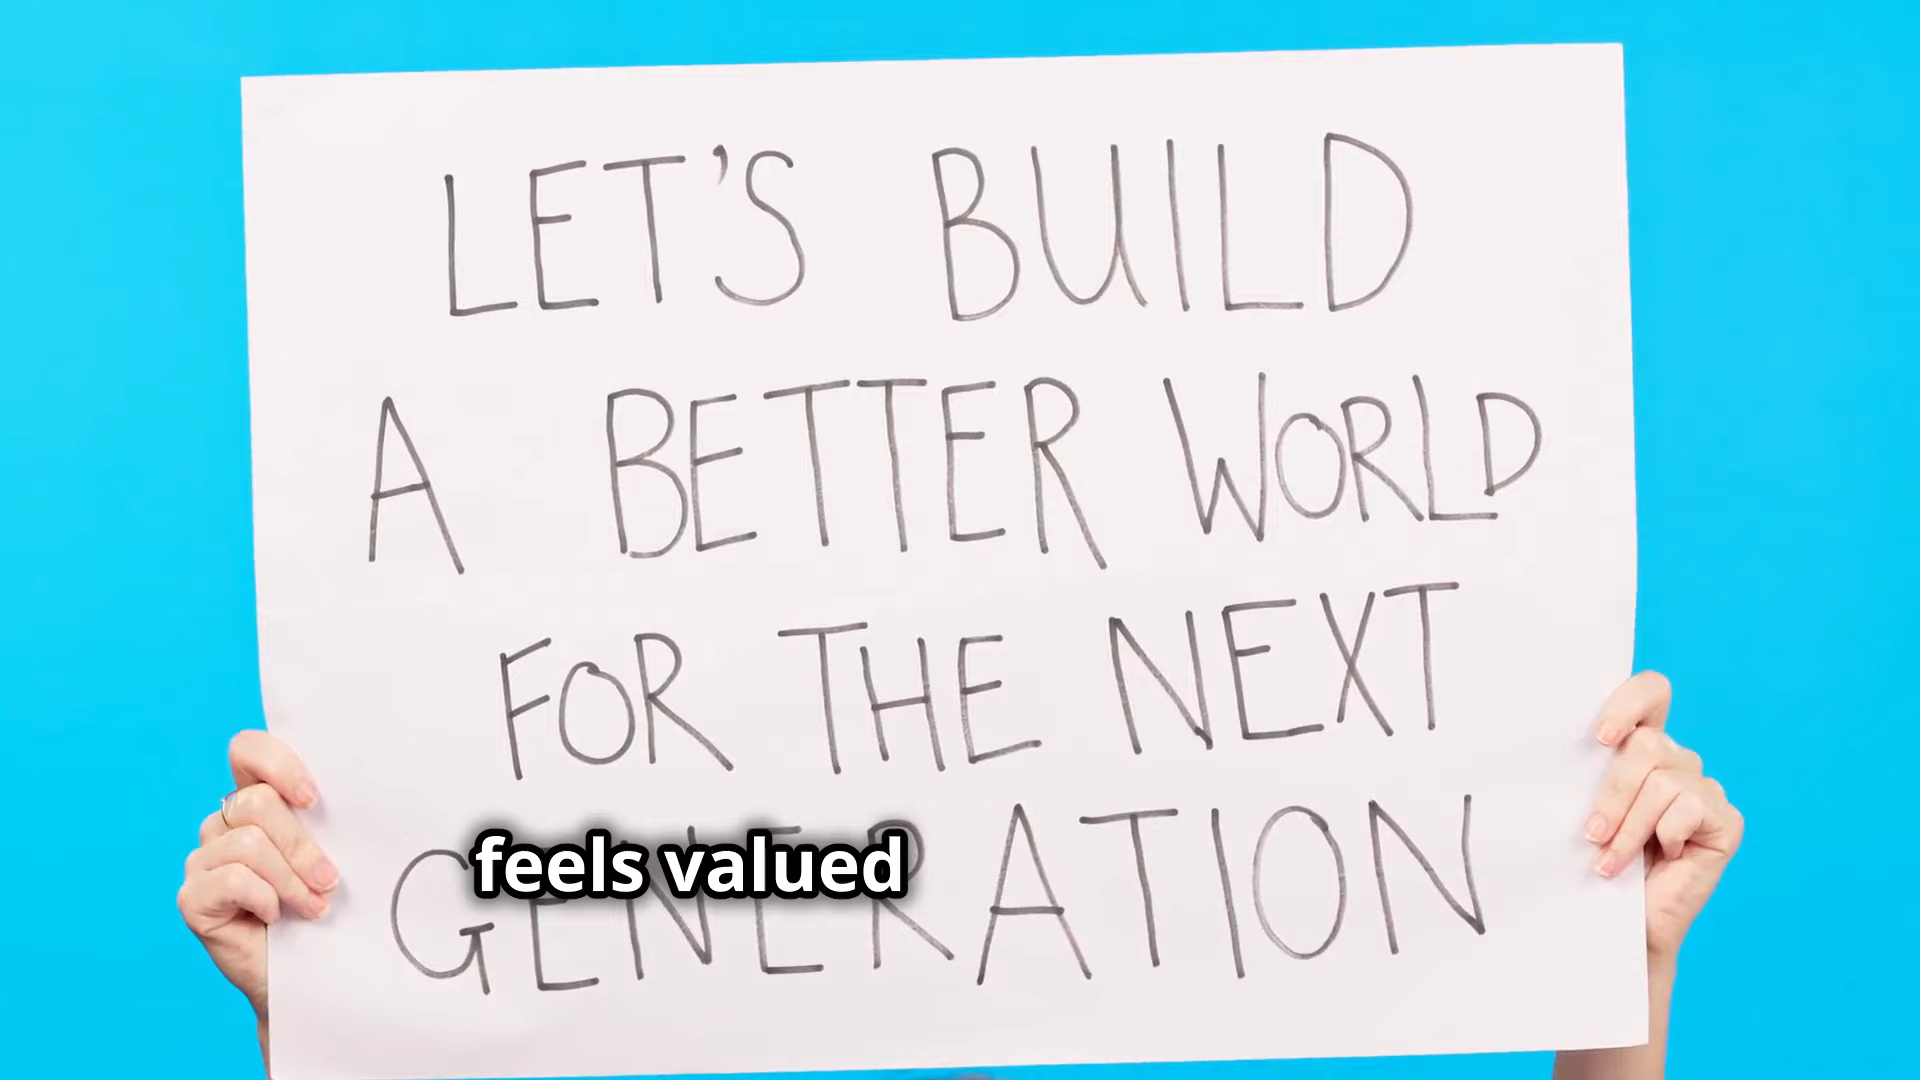 LET'S BUILD
A BETTER WORLD
FOR THE NEXT
GENERATION
feels valued